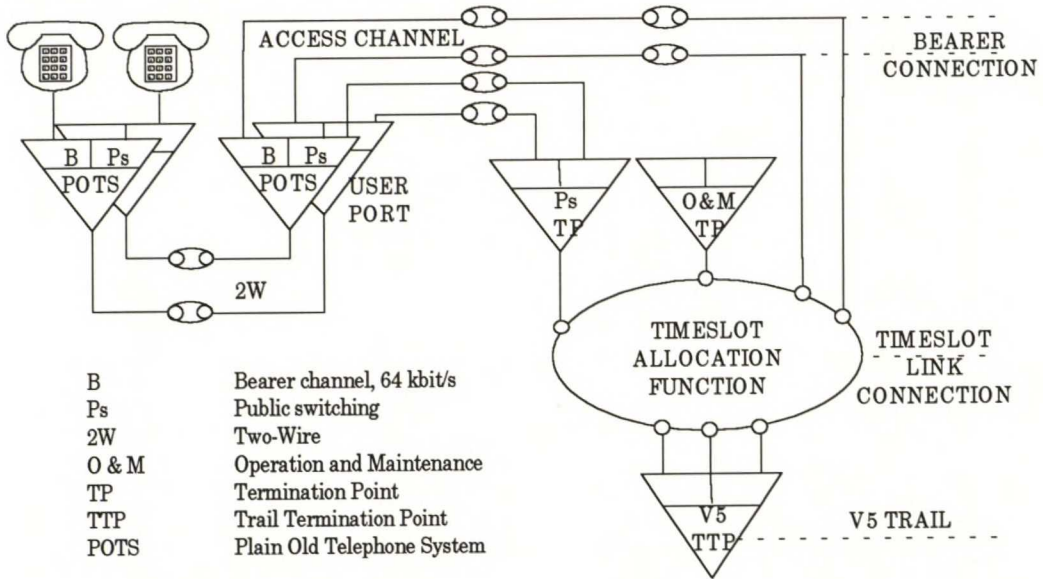 ACCESS CHANNEL
BEARER
CONNECTION
B Ps
POTS
B Ps
POTS
USER
PORT
Ps
TP
O&M
TP
2W
TIMESLOT
ALLOCATION
FUNCTION
TIMESLOT
LINK
CONNECTION
B Bearer channel, 64 kbit/s
Ps Public switching
2W Two-Wire
O & M Operation and Maintenance
TP Termination Point
TTP Trail Termination Point
POTS Plain Old Telephone System
V5
TTP
V5 TRAIL